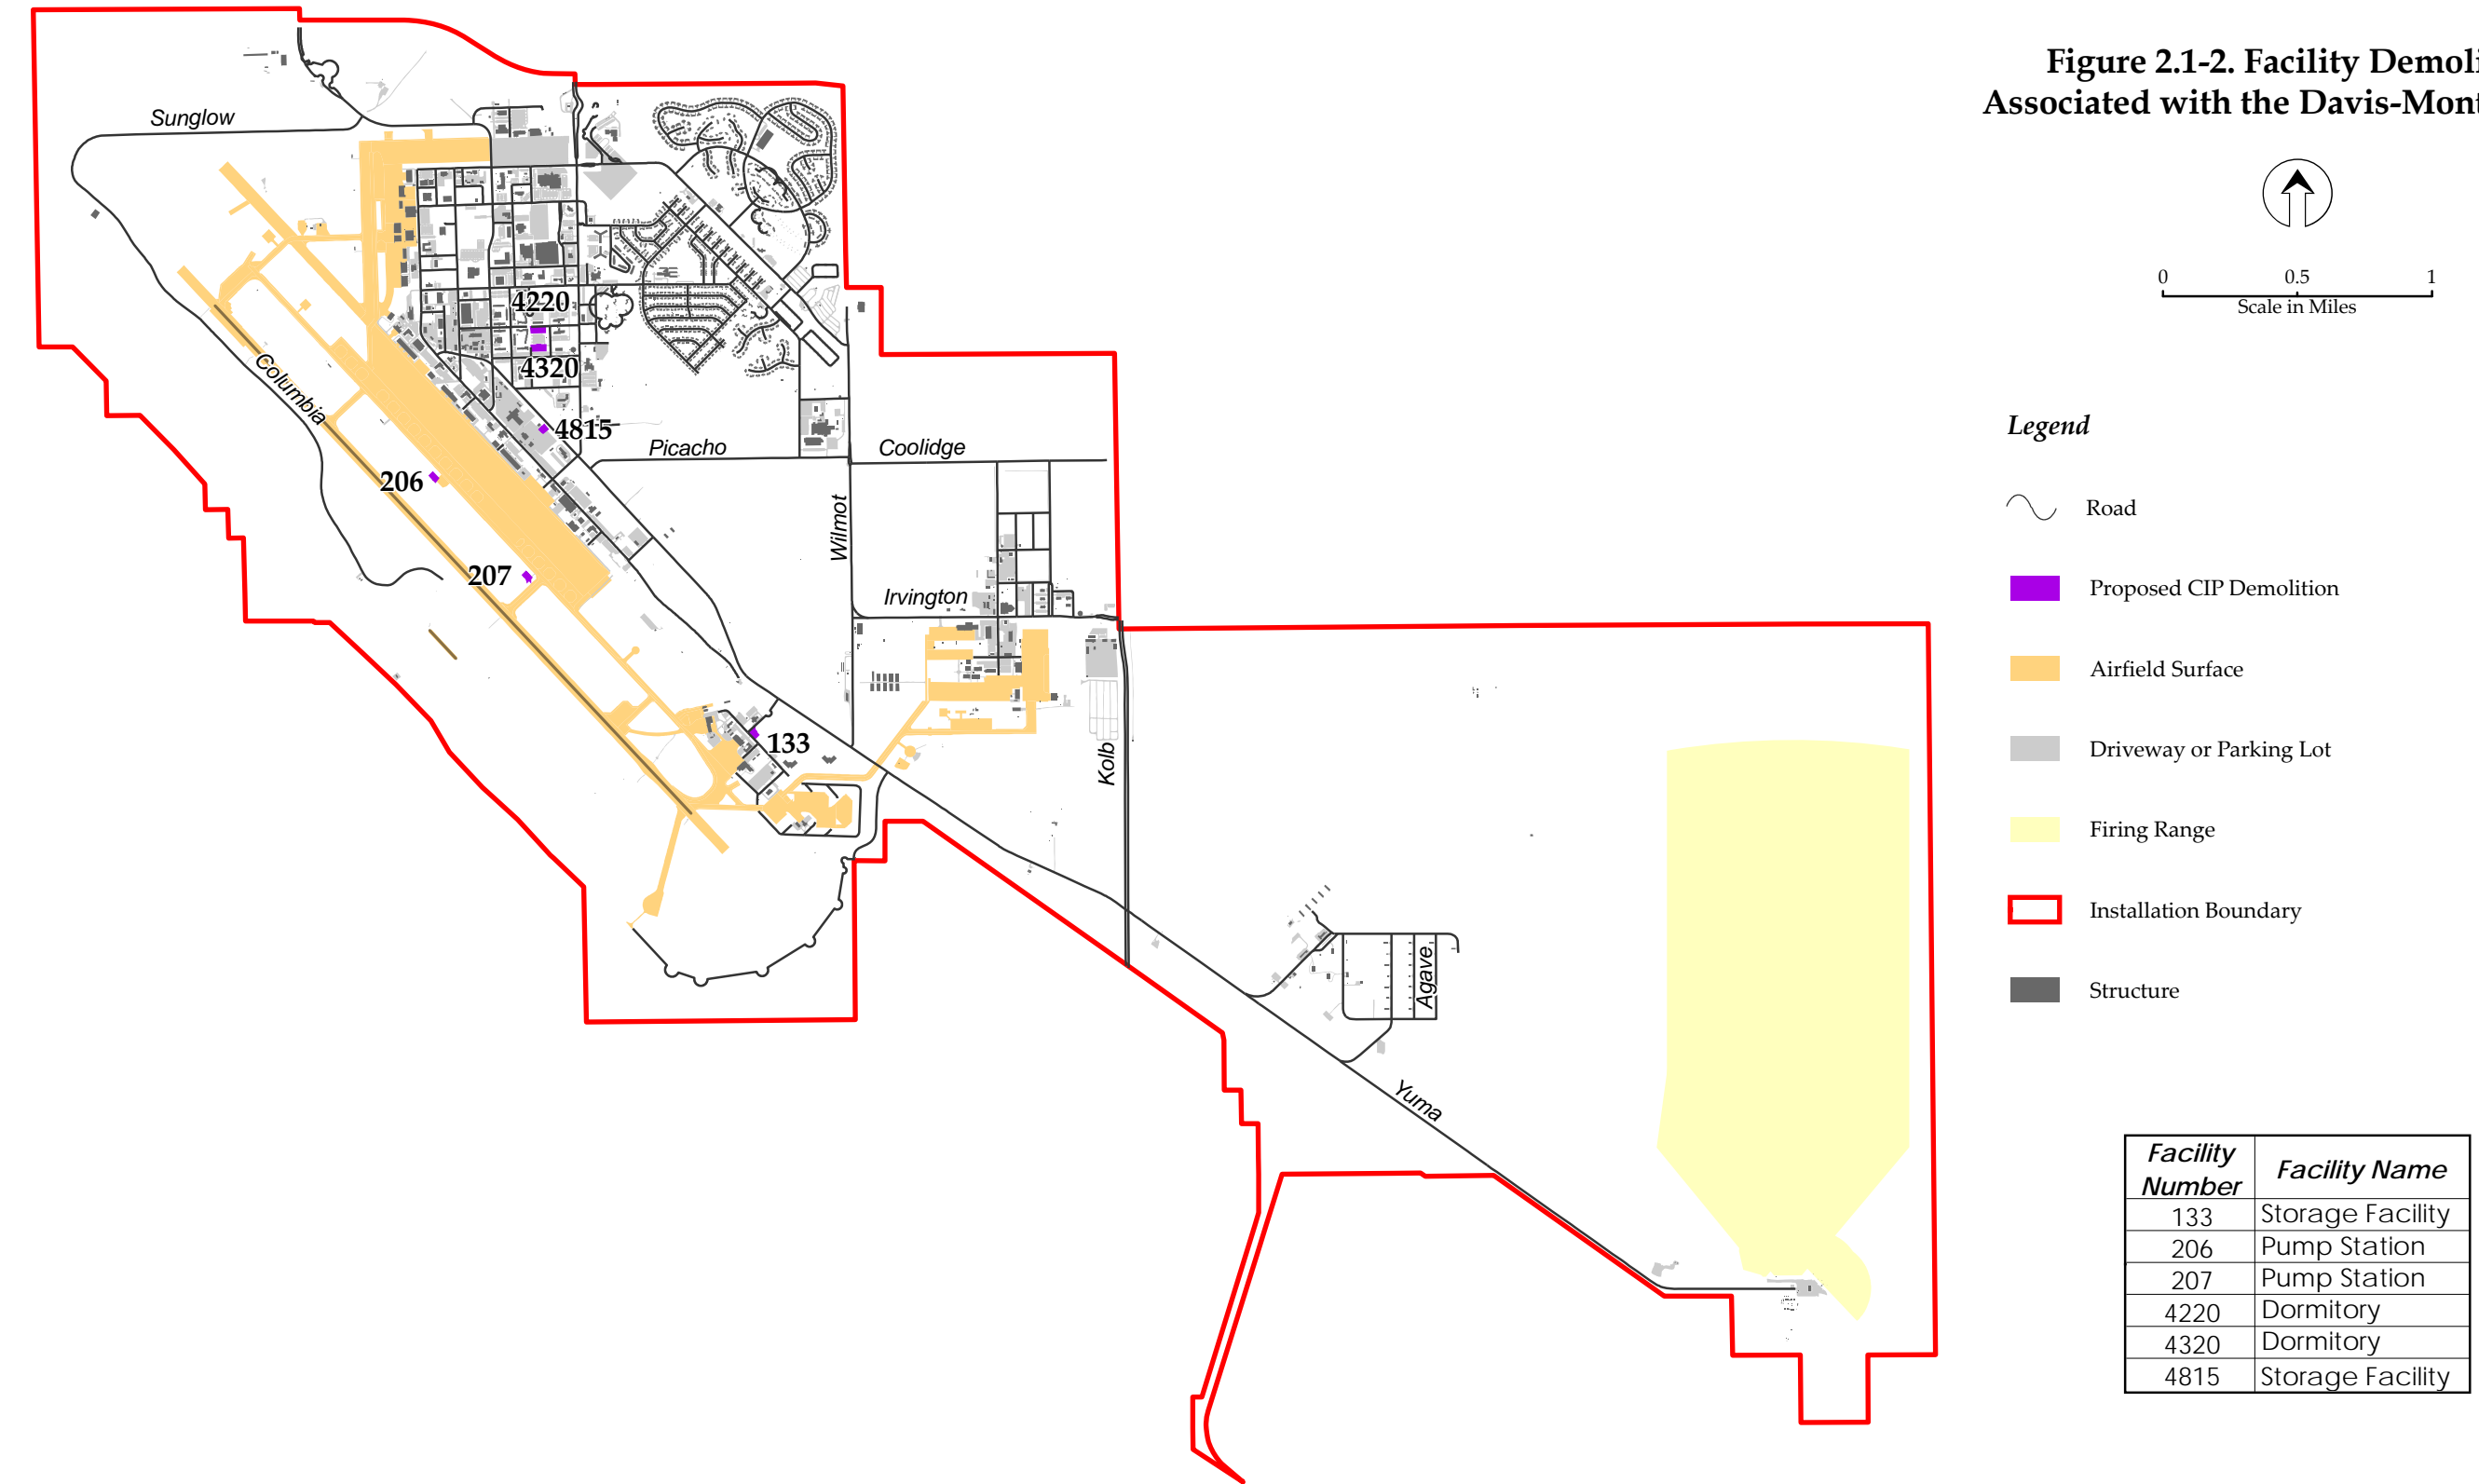 Figure 2.1-2. Facility Demoli
Associated with the Davis-Mont
0 0.5 1
Scale in Miles
Legend
Road
Proposed CIP Demolition
Airfield Surface
Driveway or Parking Lot
Firing Range
Installation Boundary
Structure
Facility Number Facility Name
133 Storage Facility
206 Pump Station
207 Pump Station
4220 Dormitory
4320 Dormitory
4815 Storage Facility
Sunglow
4220
Columbia
4320
4815
Picacho
Coolidge
206
Wilmot
207
Irvington
133
Kolb
Agave
Yuma